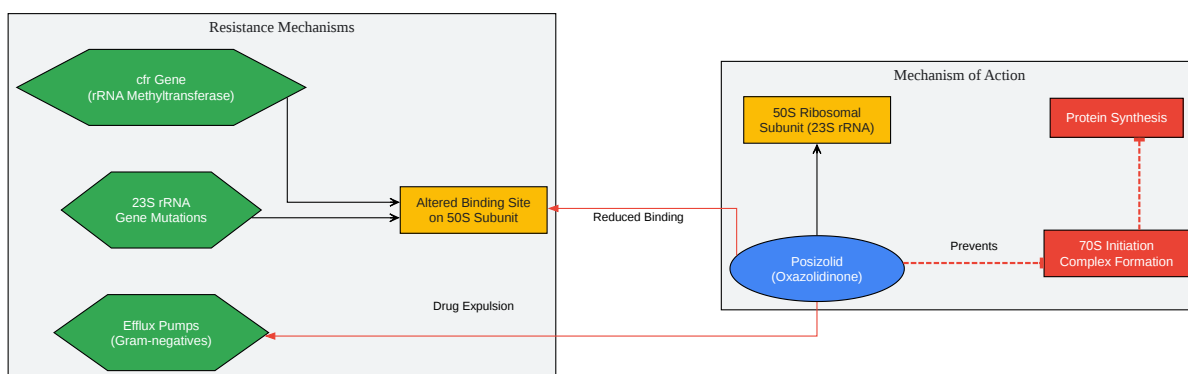 Resistance Mechanisms
cfr Gene
(rRNA Methyltransferase)
23S rRNA
Gene Mutations
Altered Binding Site
on 50S Subunit
Efflux Pumps
(Gram-negatives)
Drug Expulsion
Reduced Binding
Mechanism of Action
50S Ribosomal
Subunit (23S rRNA)
Protein Synthesis
Posizolid
(Oxazolidinone)
Prevents
70S Initiation
Complex Formation